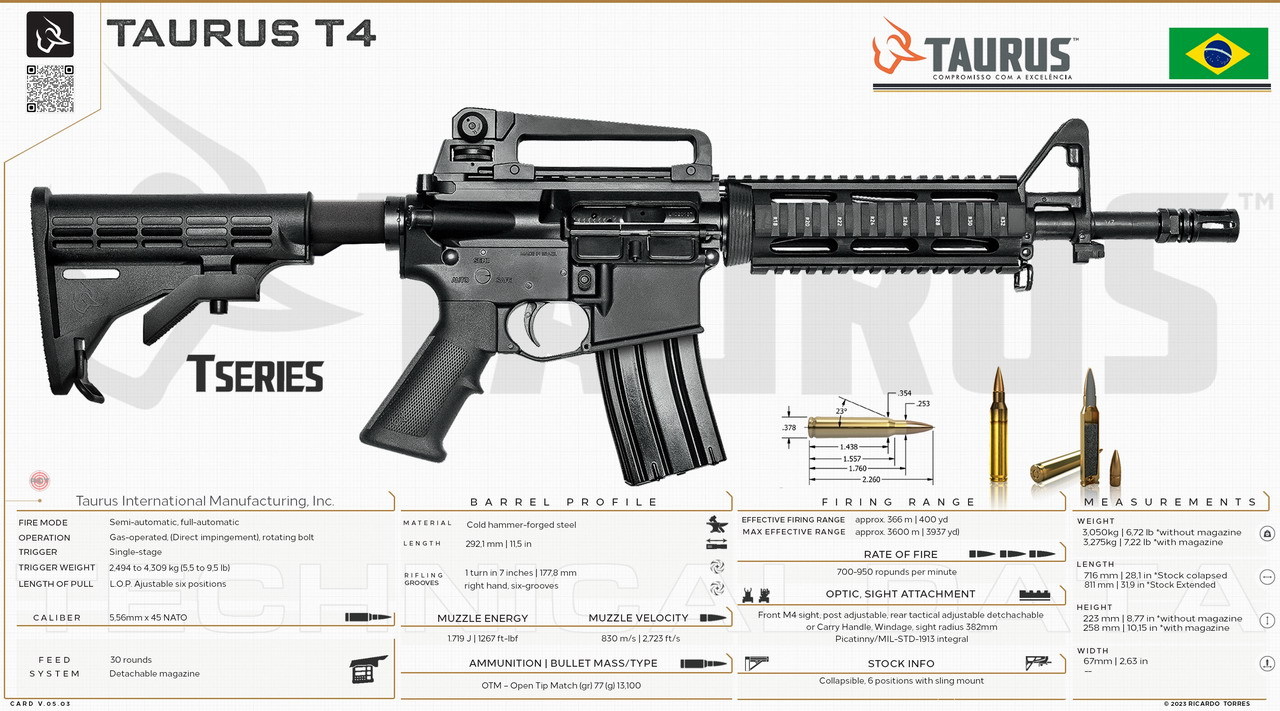 TAURUS T4
TAURUS™
COMPROMISSO COM A EXCELÊNCIA
TAURUS™
SEMI
AUTO
SAFE
TSERIES
.354
.253
23°
.378
1.438
1.557
1.760
2.260
Taurus International Manufacturing, Inc.
FIRE MODE Semi-automatic, full-automatic
OPERATION Gas-operated, (Direct impingement), rotating bolt
TRIGGER Single-stage
TRIGGER WEIGHT 2,494 to 4,309 kg (5,5 to 9,5 lb)
LENGTH OF PULL L.O.P. Ajustable six positions
CALIBER 5,56mm x 45 NATO
FEED SYSTEM
30 rounds
Detachable magazine
BARREL PROFILE
MATERIAL Cold hammer-forged steel
LENGTH 292,1 mm | 11,5 in
RIFLING GROOVES
1 turn in 7 inches | 177,8 mm
right hand, six-grooves
MUZZLE ENERGY
1.719 J | 1267 ft-lbf
MUZZLE VELOCITY
830 m/s | 2,723 ft/s
AMMUNITION | BULLET MASS/TYPE
OTM – Open Tip Match (gr) 77 (g) 13,100
FIRING RANGE
EFFECTIVE FIRING RANGE approx. 366 m | 400 yd
MAX EFFECTIVE RANGE approx. 3600 m | 3937 yd)
RATE OF FIRE
700-950 ropunds per minute
OPTIC, SIGHT ATTACHMENT
Front M4 sight, post adjustable, rear tactical adjustable detechachable
or Carry Handle, Windage, sight radius 382mm
Picatinny/MIL-STD-1913 integral
STOCK INFO
Collapsible, 6 positions with sling mount
MEASUREMENTS
WEIGHT
3,050kg | 6,72 lb *without magazine
3,275kg | 7,22 lb *with magazine
LENGTH
716 mm | 28,1 in *Stock colapsed
811 mm | 31,9 in *Stock Extended
HEIGHT
223 mm | 8,77 in *without magazine
258 mm | 10,15 in *with magazine
WIDTH
67mm | 2,63 in
---
TECHNICAL DATA
CARD V.05.03
© 2023 RICARDO TORRES